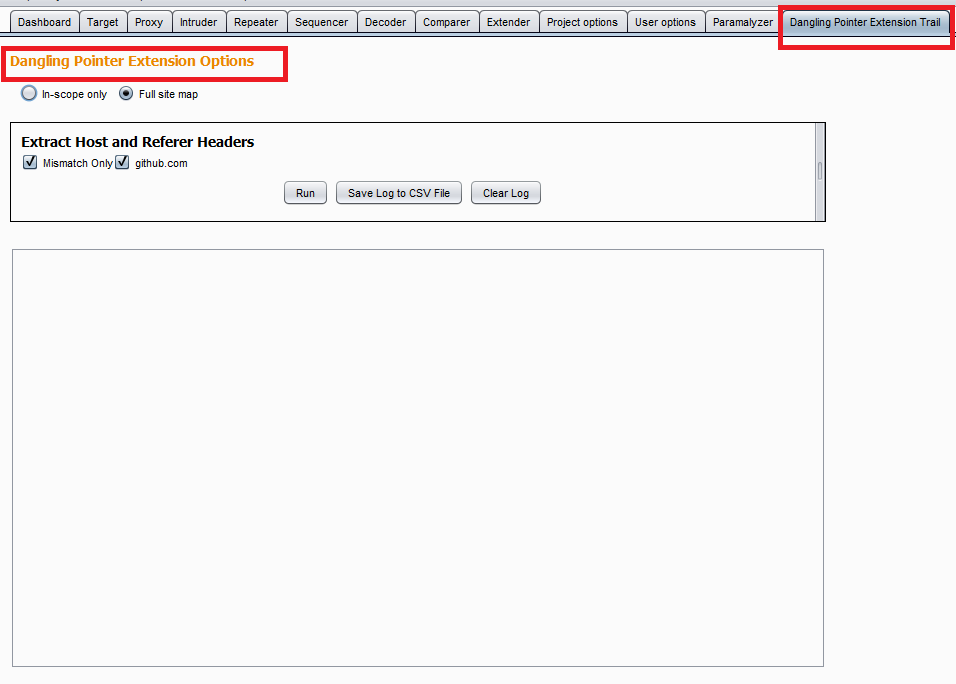 Dashboard Target Proxy Intruder Repeater Sequencer Decoder Comparer Extender Project options User options Paramalyzer Dangling Pointer Extension Trail
Dangling Pointer Extension Options
In-scope only Full site map
Extract Host and Referer Headers
Mismatch Only github.com
Run Save Log to CSV File Clear Log